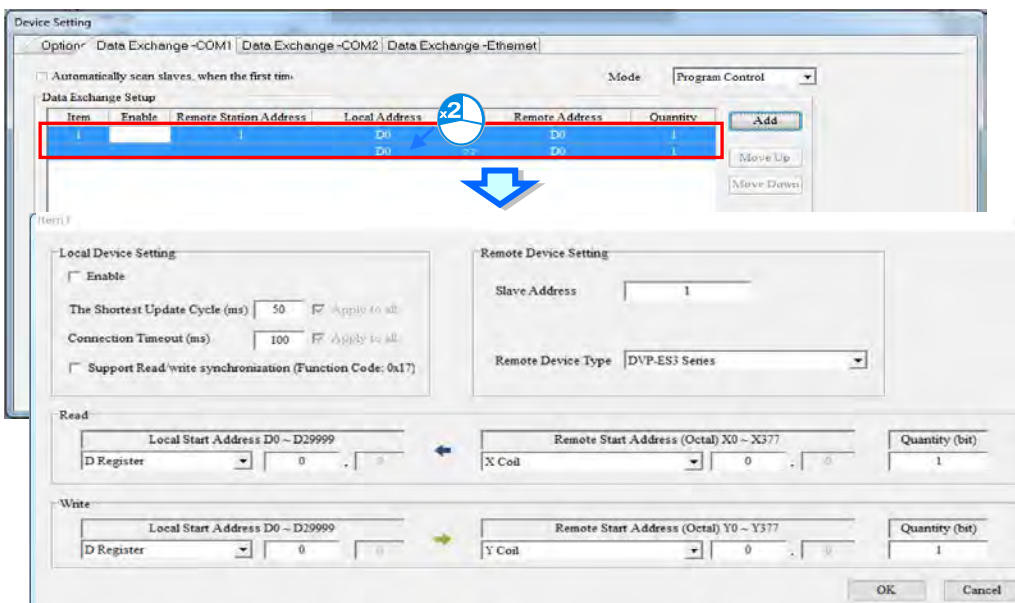 Device Setting
Options Data Exchange -COM1 Data Exchange -COM2 Data Exchange -Ethernet
Automatically scan slaves, when the first tim
Mode Program Control
Data Exchange Setup
Item Enable Remote Station Address Local Address Remote Address Quantity
1 1 D0 D0 1
D0 >> D0 1
x2
Add
Move Up
Move Down
Item1
Local Device Setting
Enable
The Shortest Update Cycle (ms) 50 Apply to all
Connection Timeout (ms) 100 Apply to all
Support Read/write synchronization (Function Code: 0x17)
Remote Device Setting
Slave Address 1
Remote Device Type DVP-ES3 Series
Read
Local Start Address D0 ~ D29999 Remote Start Address (Octal) X0 ~ X377 Quantity (bit)
D Register 0 . 0 X Coil 0 . 0 1
Write
Local Start Address D0 ~ D29999 Remote Start Address (Octal) Y0 ~ Y377 Quantity (bit)
D Register 0 0 Y Coil 0 . 0 1
OK Cancel